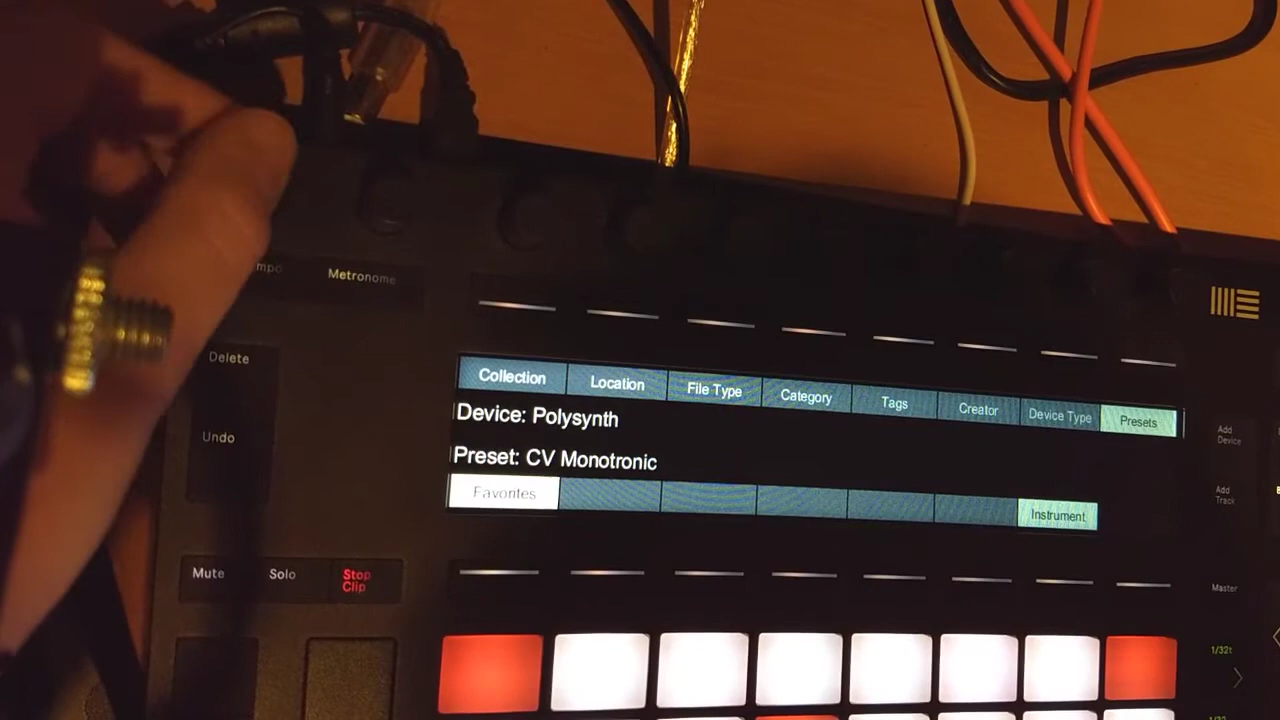 mpo
Metronome
Delete
Undo
Mute
Solo
Stop
Clip
Collection
Location
File Type
Category
Tags
Creator
Device Type
Presets
Device: Polysynth
Preset: CV Monotronic
Favorites
Instrument
Add
Device
Add
Track
Master
1/32t